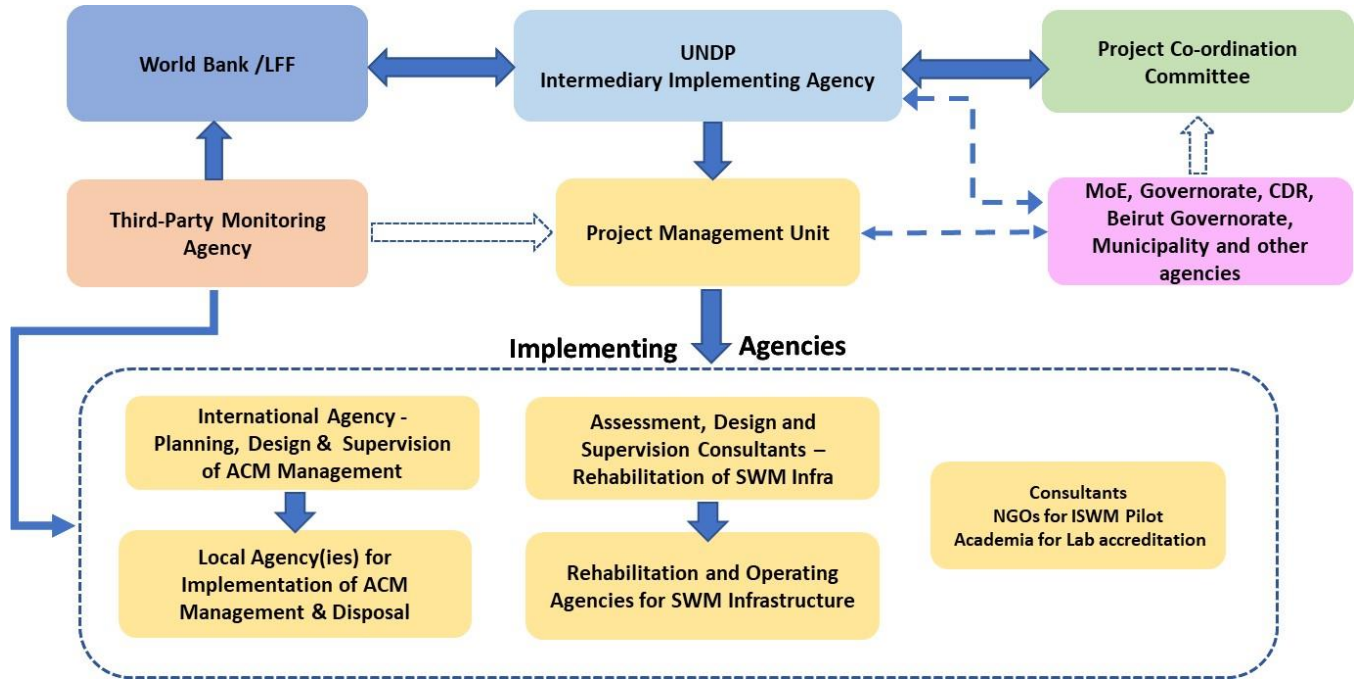 World Bank /LFF
UNDP
Intermediary Implementing Agency
Project Co-ordination
Committee
Third-Party Monitoring
Agency
Project Management Unit
MoE, Governorate, CDR,
Beirut Governorate,
Municipality and other
agencies
Implementing Agencies
International Agency -
Planning, Design & Supervision
of ACM Management
Assessment, Design and
Supervision Consultants –
Rehabilitation of SWM Infra
Consultants
NGOs for ISWM Pilot
Academia for Lab accreditation
Local Agency(ies) for
Implementation of ACM
Management & Disposal
Rehabilitation and Operating
Agencies for SWM Infrastructure